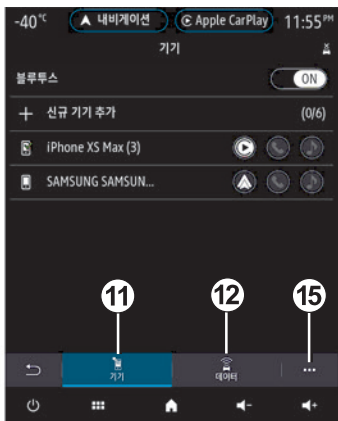 -40°C 내비게이션 Apple CarPlay 11:55PM
기기
블루투스 ON
+ 신규 기기 추가 (0/6)
iPhone XS Max (3)
SAMSUNG SAMSUN...
11 12 15
기기 데이터 ...